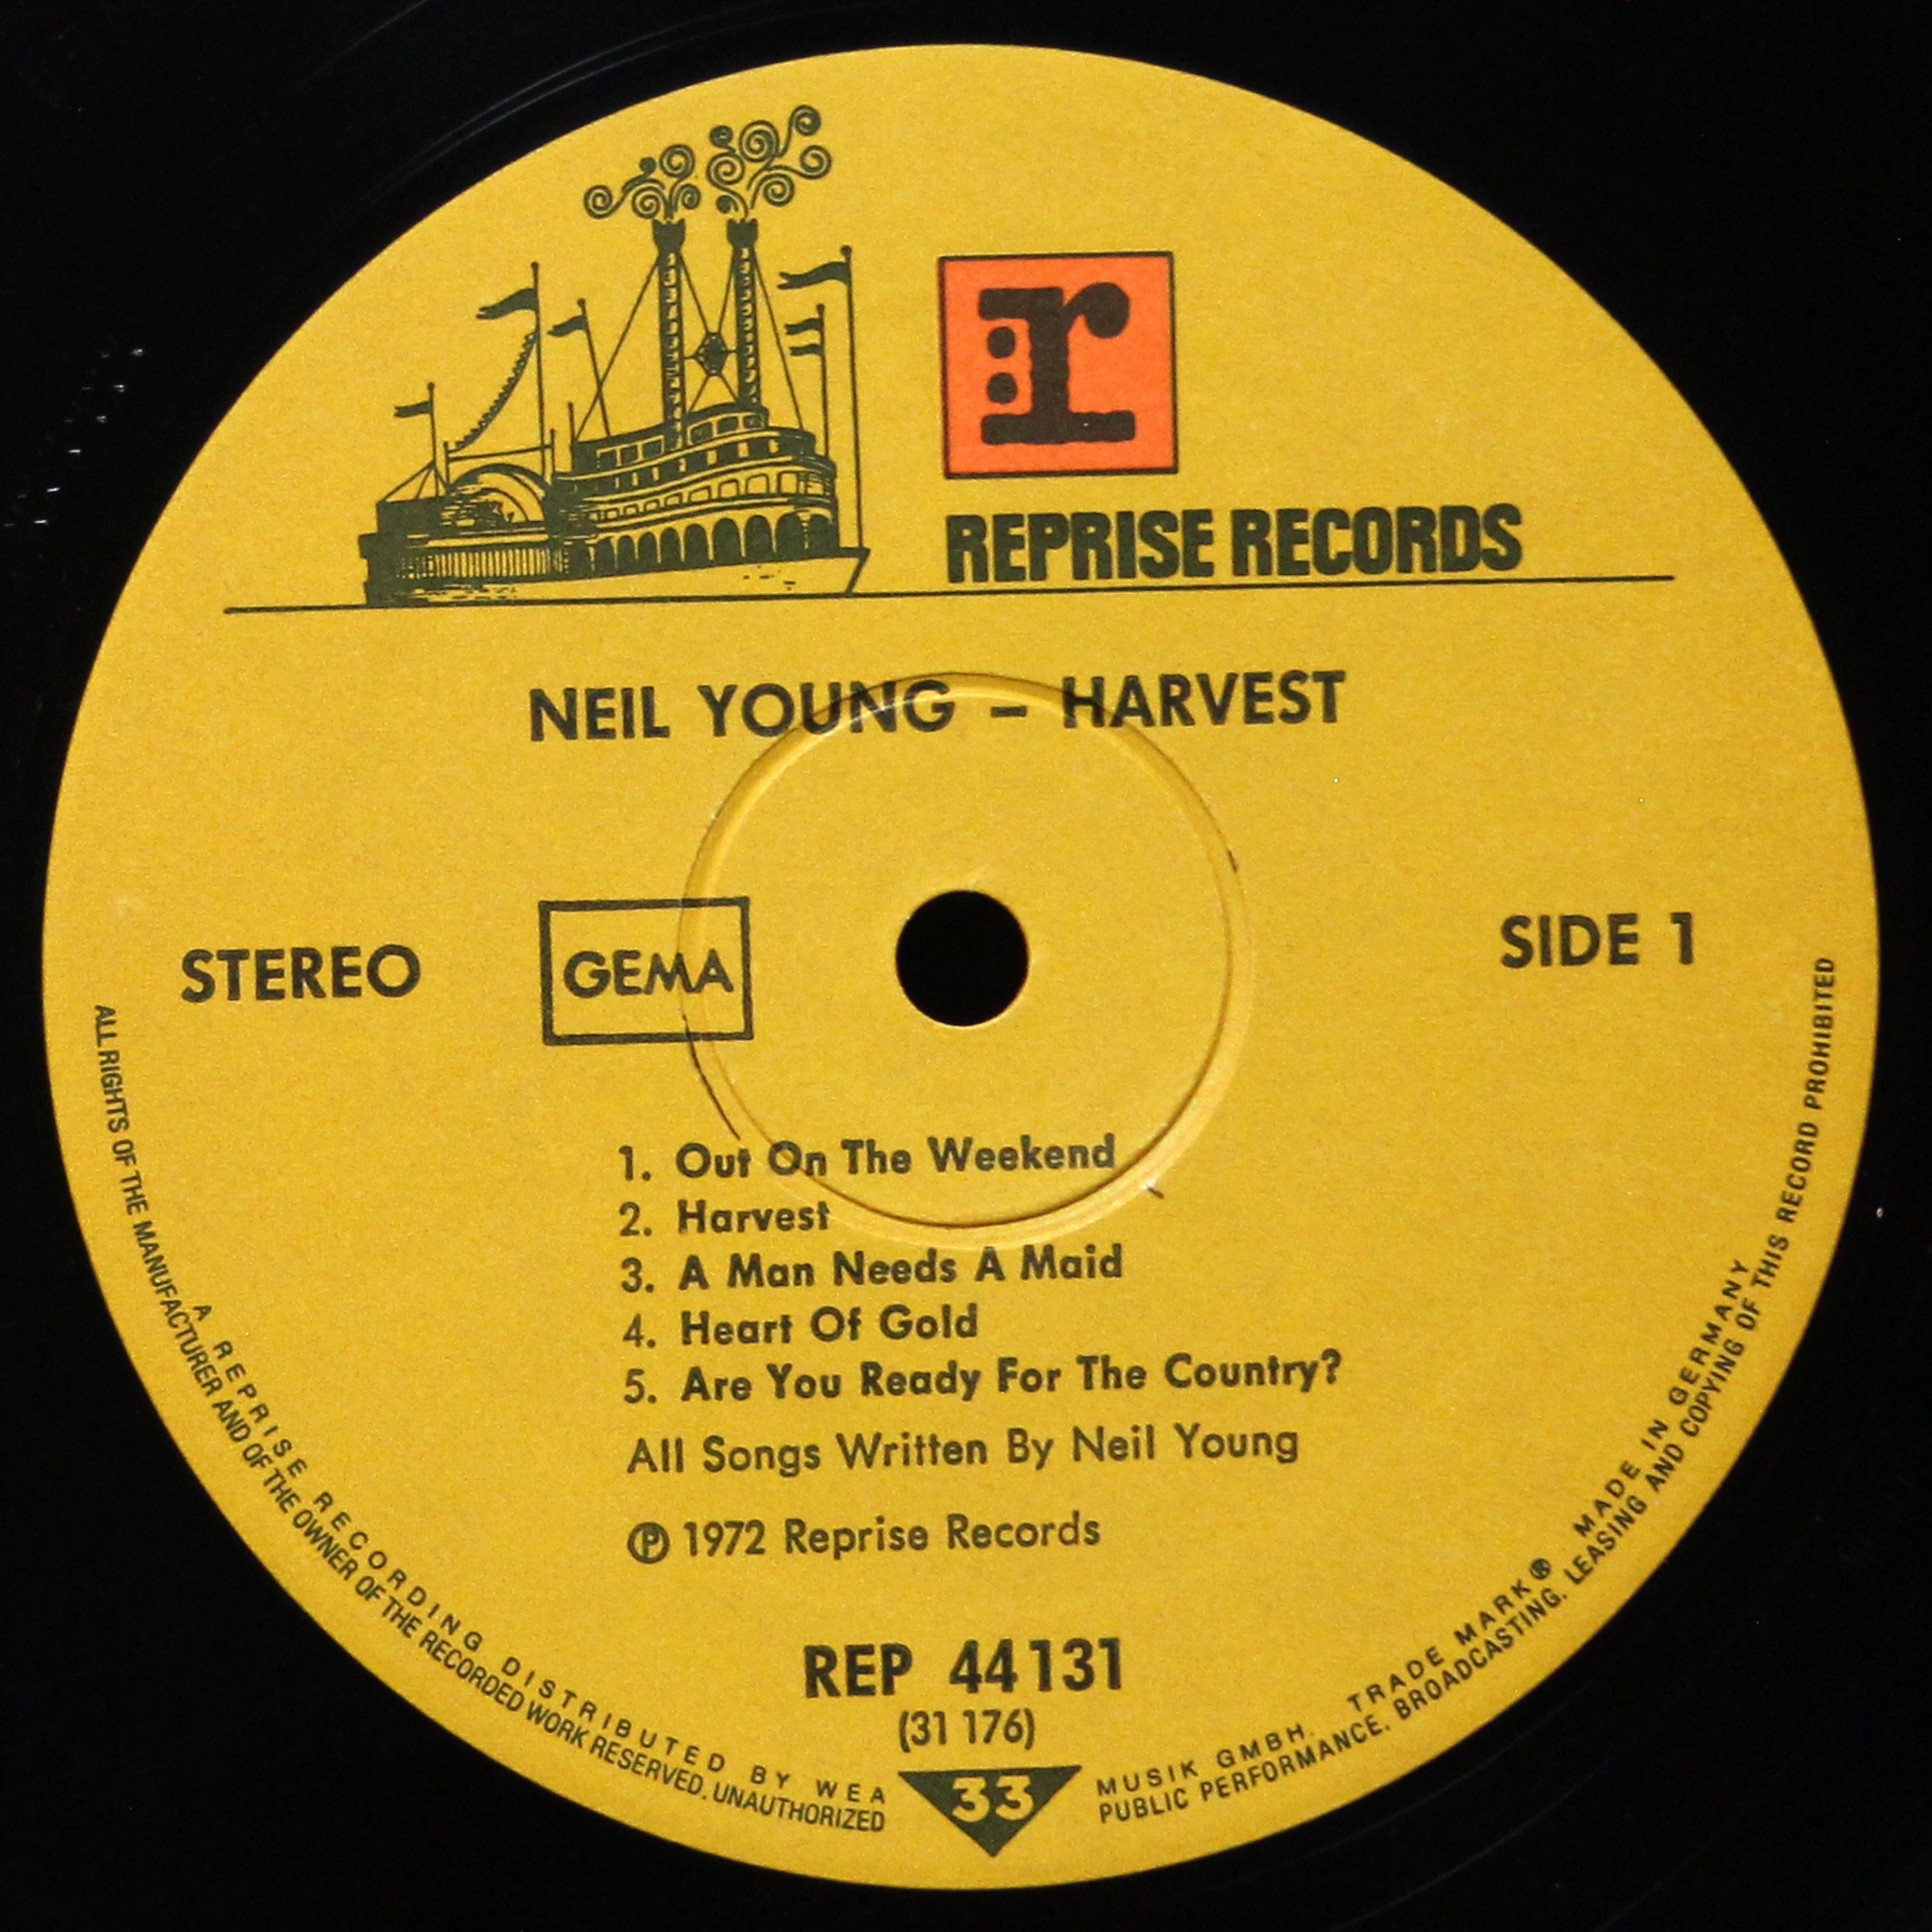 r:
REPRISE RECORDS
NEIL YOUNG – HARVEST
STEREO
GEMA
SIDE 1
1. Out On The Weekend
2. Harvest
3. A Man Needs A Maid
4. Heart Of Gold
5. Are You Ready For The Country?
All Songs Written By Neil Young
℗ 1972 Reprise Records
REP 44131
(31 176)
33
A REPRISE RECORDING DISTRIBUTED BY WEA MUSIK GMBH. TRADE MARK® MADE IN GERMANY
ALL RIGHTS OF THE MANUFACTURER AND OF THE OWNER OF THE RECORDED WORK RESERVED. UNAUTHORIZED PUBLIC PERFORMANCE. BROADCASTING. LEASING AND COPYING OF THIS RECORD PROHIBITED